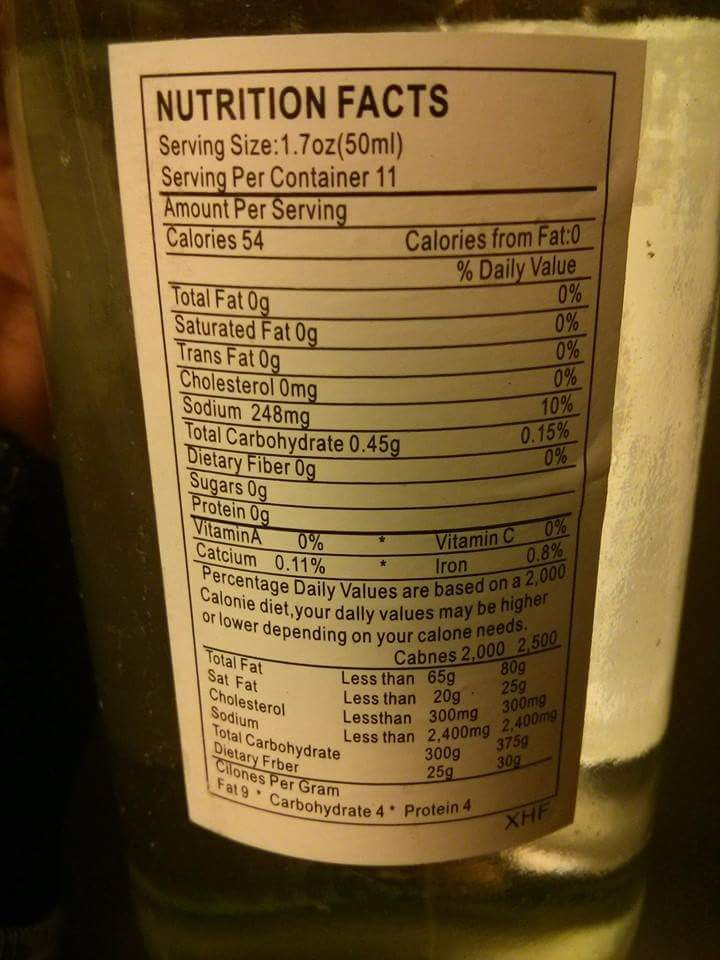 NUTRITION FACTS
Serving Size:1.7oz(50ml)
Serving Per Container 11
Amount Per Serving
Calories 54 Calories from Fat:0
% Daily Value
Total Fat 0g 0%
Saturated Fat 0g 0%
Trans Fat 0g 0%
Cholesterol 0mg 0%
Sodium 248mg 10%
Total Carbohydrate 0.45g 0.15%
Dietary Fiber 0g 0%
Sugars 0g
Protein 0g
VitaminA 0% * Vitamin C 0%
Catcium 0.11% * Iron 0.8%
Percentage Daily Values are based on a 2,000
Calonie diet,your dally values may be higher
or lower depending on your calone needs.
Cabnes 2,000 2,500
Total Fat Less than 65g 80g
Sat Fat Less than 20g 25g
Cholesterol Lessthan 300mg 300mg
Sodium Less than 2,400mg 2,400mg
Total Carbohydrate 300g 375g
Dietary Frber 25g 30g
Cilones Per Gram
Fat 9 * Carbohydrate 4 * Protein 4
XHF